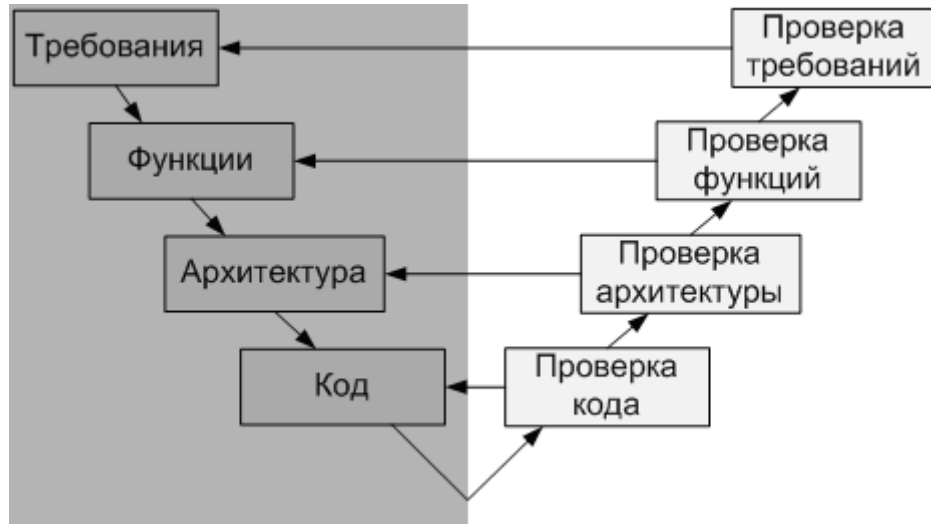 Требования
Проверка
требований
Функции
Проверка
функций
Архитектура
Проверка
архитектуры
Код
Проверка
кода